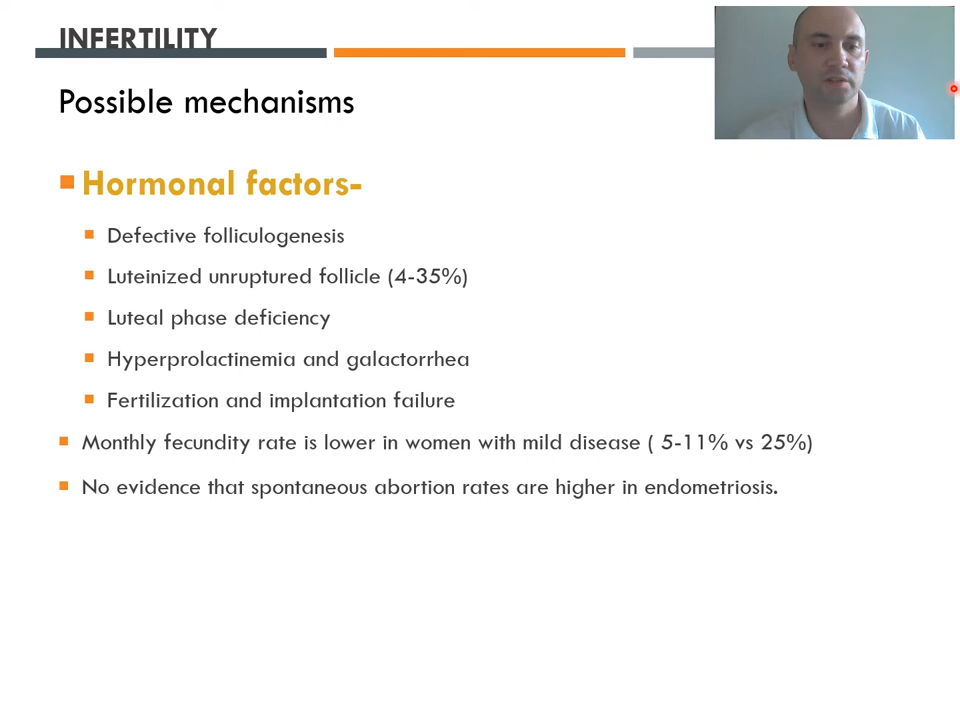 INFERTILITY
Possible mechanisms
Hormonal factors-
Defective folliculogenesis
Luteinized unruptured follicle (4-35%)
Luteal phase deficiency
Hyperprolactinemia and galactorrhea
Fertilization and implantation failure
Monthly fecundity rate is lower in women with mild disease ( 5-11% vs 25%)
No evidence that spontaneous abortion rates are higher in endometriosis.